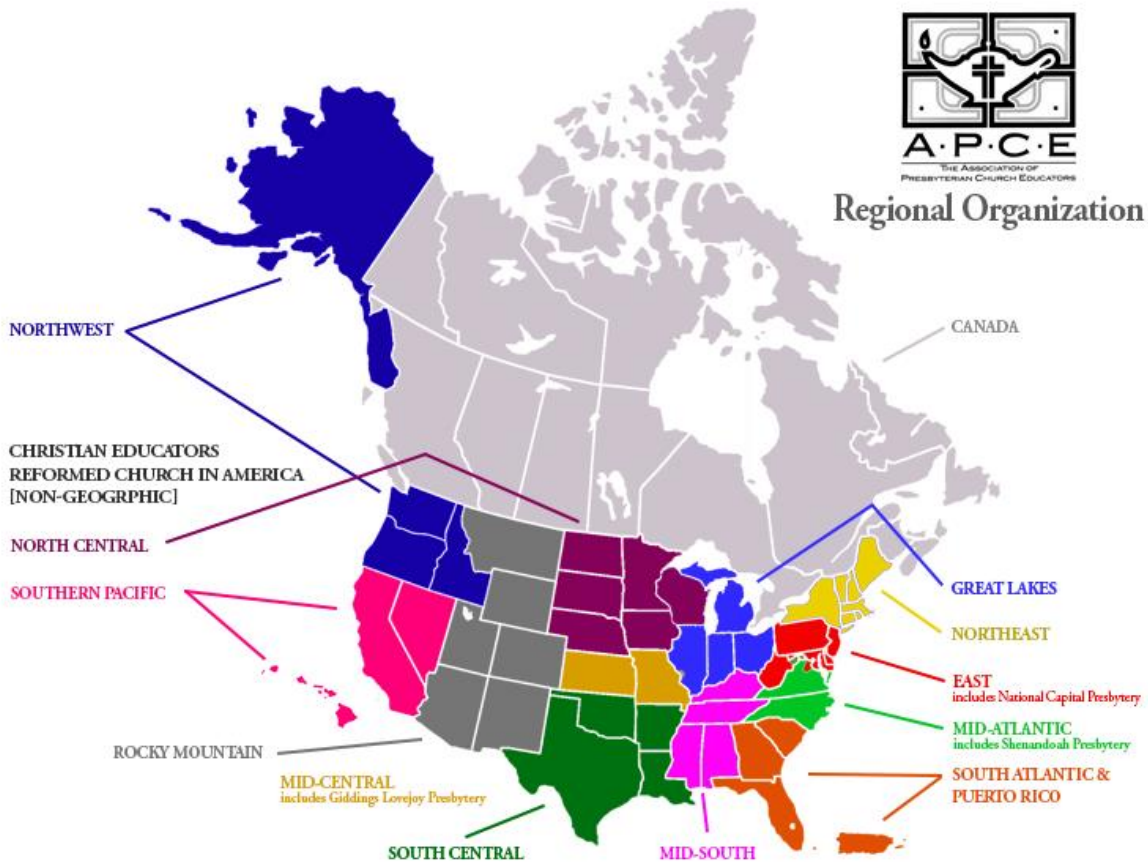 A·P·C·E
THE ASSOCIATION OF
PRESBYTERIAN CHURCH EDUCATORS
Regional Organization
NORTHWEST
CANADA
CHRISTIAN EDUCATORS
REFORMED CHURCH IN AMERICA
[NON-GEOGRPHIC]
NORTH CENTRAL
SOUTHERN PACIFIC
GREAT LAKES
NORTHEAST
EAST
includes National Capital Presbytery
MID-ATLANTIC
includes Shenandoah Presbytery
ROCKY MOUNTAIN
MID-CENTRAL
includes Giddings Lovejoy Presbytery
SOUTH ATLANTIC &
PUERTO RICO
SOUTH CENTRAL
MID-SOUTH